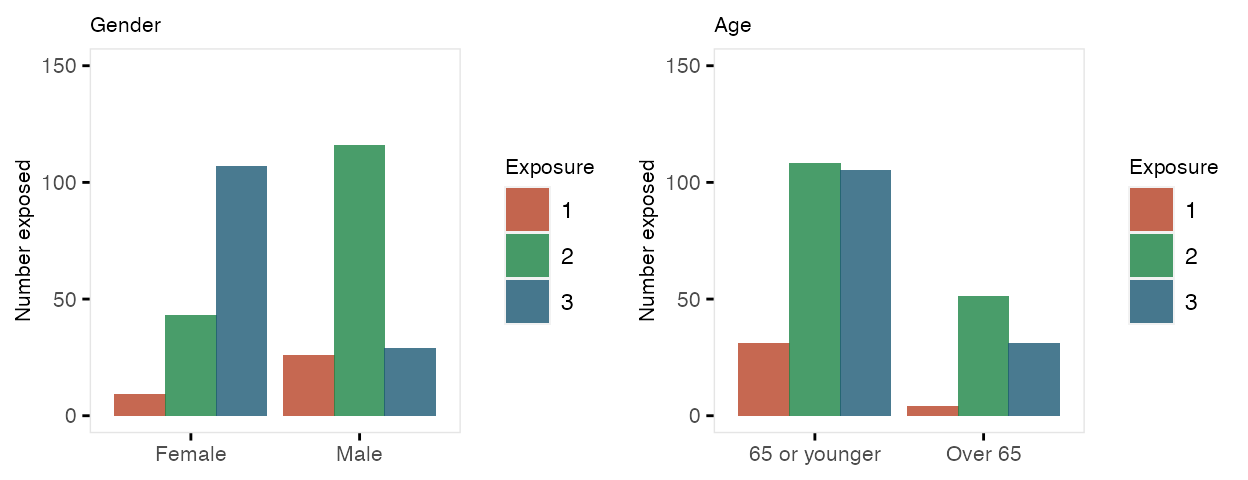 Gender
Number exposed
150
100
50
0
Female
Male
Exposure
1
2
3
Age
Number exposed
150
100
50
0
65 or younger
Over 65
Exposure
1
2
3